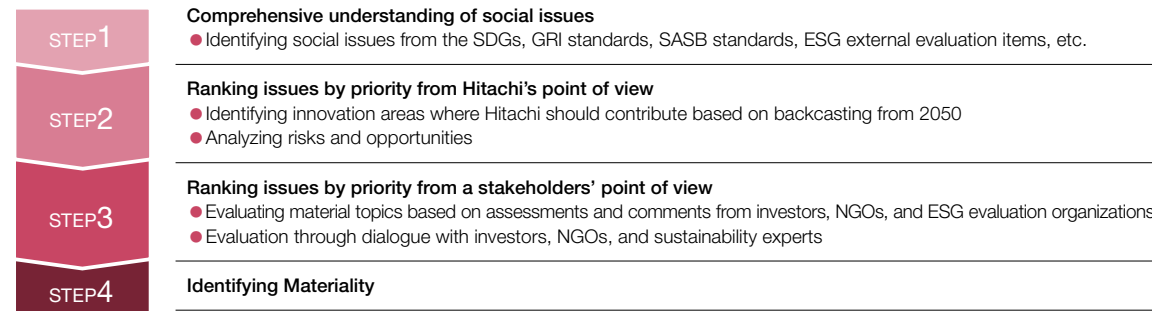 STEP1
Comprehensive understanding of social issues
●Identifying social issues from the SDGs, GRI standards, SASB standards, ESG external evaluation items, etc.
STEP2
Ranking issues by priority from Hitachi's point of view
●Identifying innovation areas where Hitachi should contribute based on backcasting from 2050
●Analyzing risks and opportunities
STEP3
Ranking issues by priority from a stakeholders' point of view
●Evaluating material topics based on assessments and comments from investors, NGOs, and ESG evaluation organizations
●Evaluation through dialogue with investors, NGOs, and sustainability experts
STEP4
Identifying Materiality